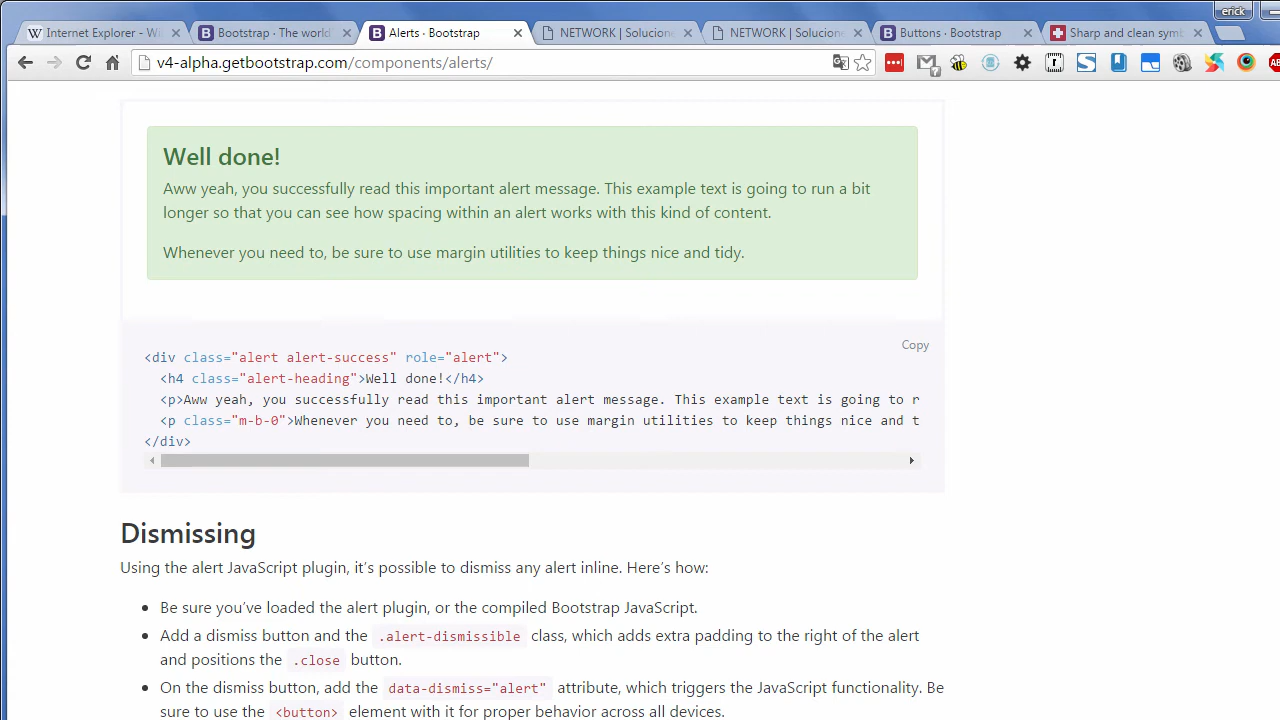 erick
Internet Explorer - Wi
Bootstrap · The world
Alerts · Bootstrap
NETWORK | Solucione
NETWORK | Solucione
Buttons · Bootstrap
Sharp and clean symb
v4-alpha.getbootstrap.com/components/alerts/
Well done!
Aww yeah, you successfully read this important alert message. This example text is going to run a bit
longer so that you can see how spacing within an alert works with this kind of content.
Whenever you need to, be sure to use margin utilities to keep things nice and tidy.
Copy
<div class="alert alert-success" role="alert">
<h4 class="alert-heading">Well done!</h4>
<p>Aww yeah, you successfully read this important alert message. This example text is going to r
<p class="m-b-0">Whenever you need to, be sure to use margin utilities to keep things nice and t
</div>
Dismissing
Using the alert JavaScript plugin, it’s possible to dismiss any alert inline. Here’s how:
• Be sure you’ve loaded the alert plugin, or the compiled Bootstrap JavaScript.
• Add a dismiss button and the .alert-dismissible class, which adds extra padding to the right of the alert
and positions the .close button.
• On the dismiss button, add the data-dismiss="alert" attribute, which triggers the JavaScript functionality. Be
sure to use the <button> element with it for proper behavior across all devices.